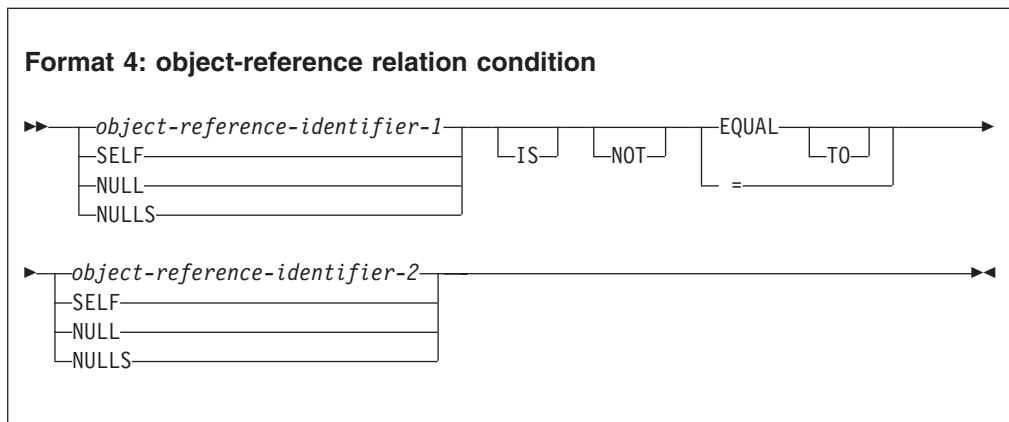 Format 4: object-reference relation condition
object-reference-identifier-1 EQUAL
SELF IS NOT TO
NULL =
NULLS
object-reference-identifier-2
SELF
NULL
NULLS